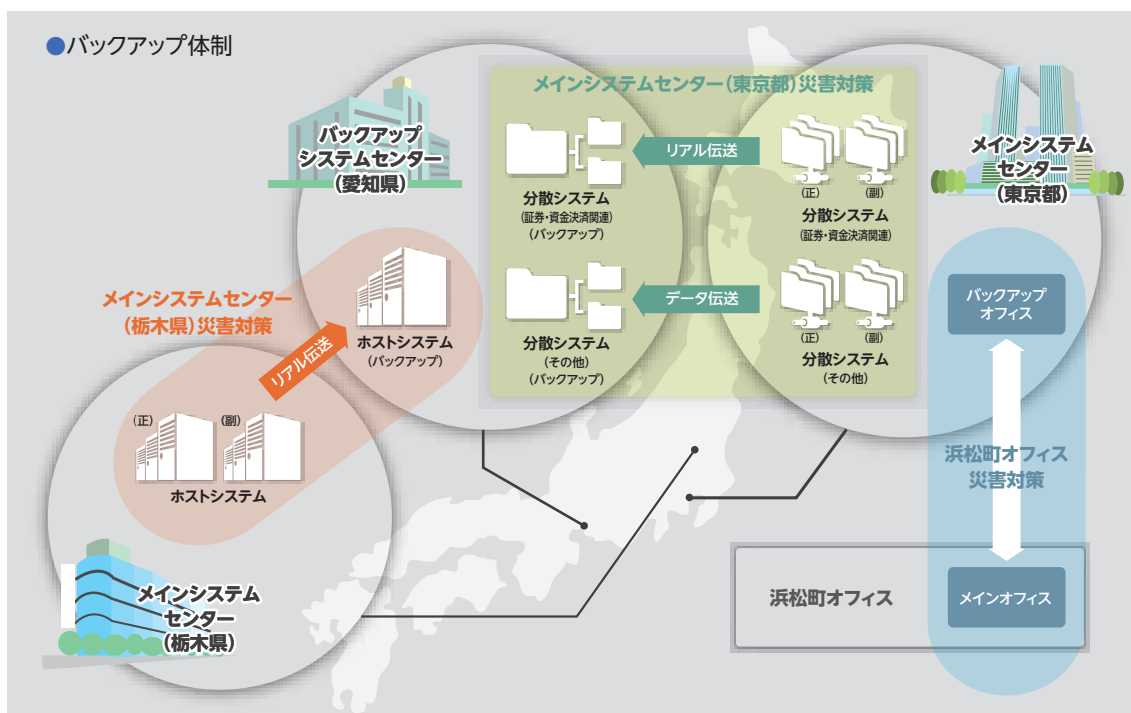 ●バックアップ体制
バックアップ
システムセンター
(愛知県)
メインシステムセンター(東京都)災害対策
分散システム
(証券・資金決済関連)
(バックアップ)
リアル伝送
(正)
(副)
分散システム
(証券・資金決済関連)
分散システム
(その他)
(バックアップ)
データ伝送
(正)
(副)
分散システム
(その他)
メインシステム
センター
(東京都)
メインシステムセンター
(栃木県)災害対策
リアル伝送
ホストシステム
(バックアップ)
(正)
(副)
ホストシステム
メインシステム
センター
(栃木県)
バックアップ
オフィス
浜松町オフィス
災害対策
浜松町オフィス
メインオフィス